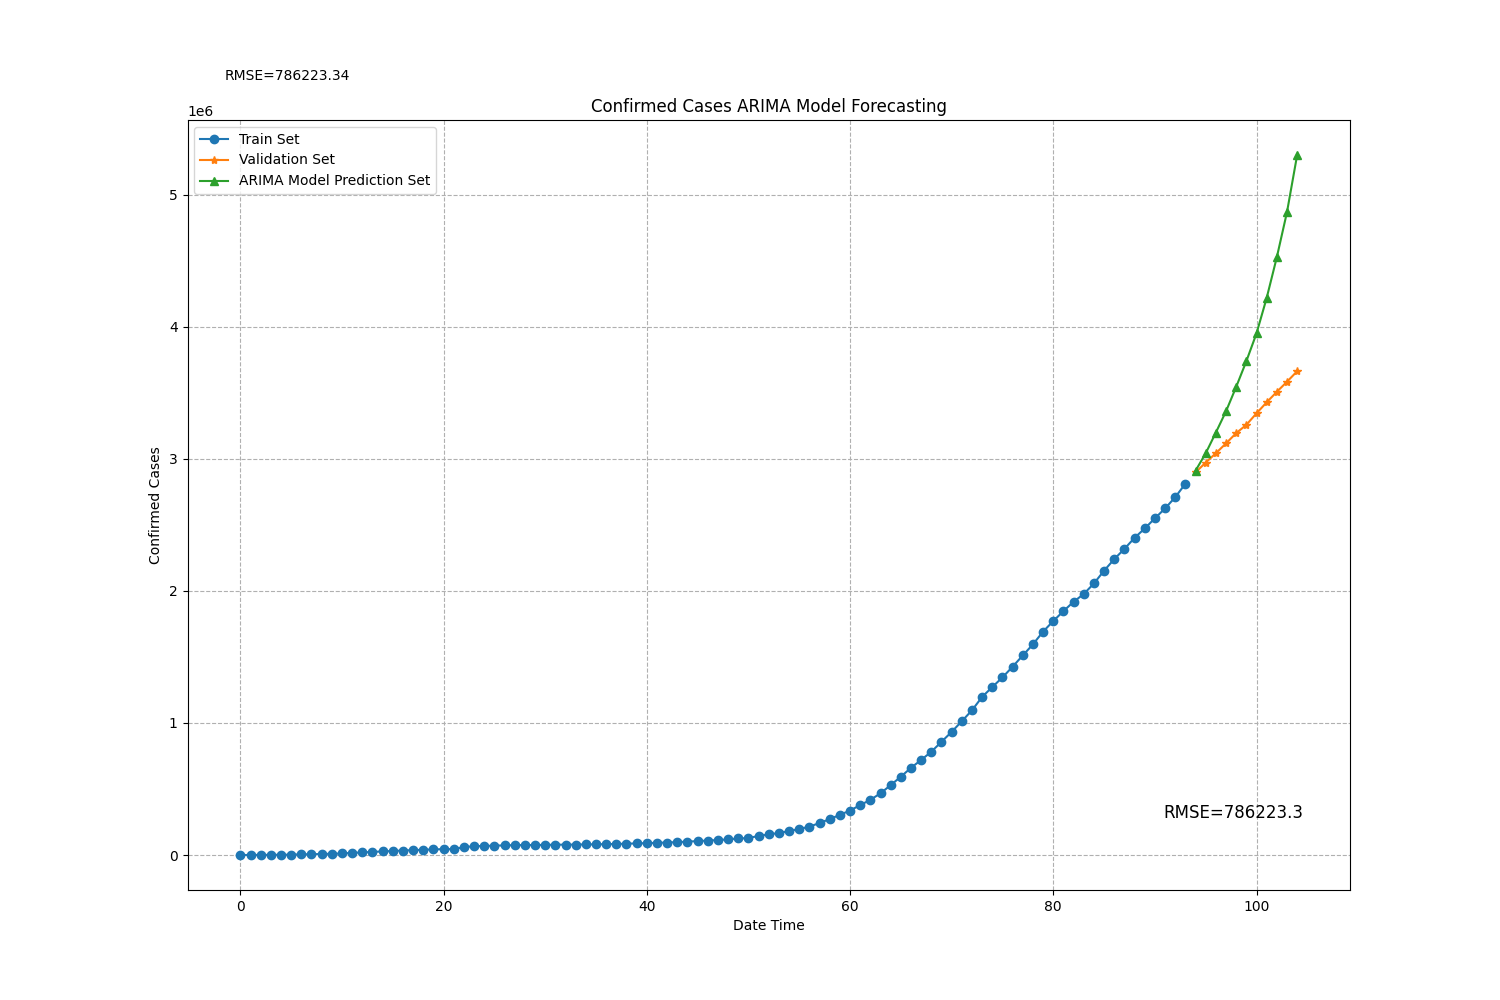 RMSE=786223.34
Confirmed Cases ARIMA Model Forecasting
1e6
Train Set
Validation Set
ARIMA Model Prediction Set
5
4
3
2
1
0
Confirmed Cases
RMSE=786223.3
0 20 40 60 80 100
Date Time